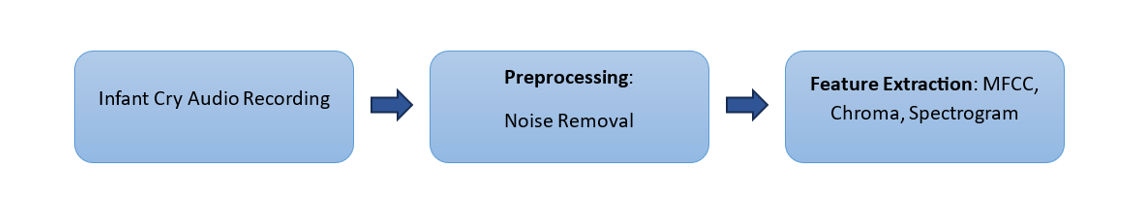 Infant Cry Audio Recording
Preprocessing:
Noise Removal
Feature Extraction: MFCC,
Chroma, Spectrogram